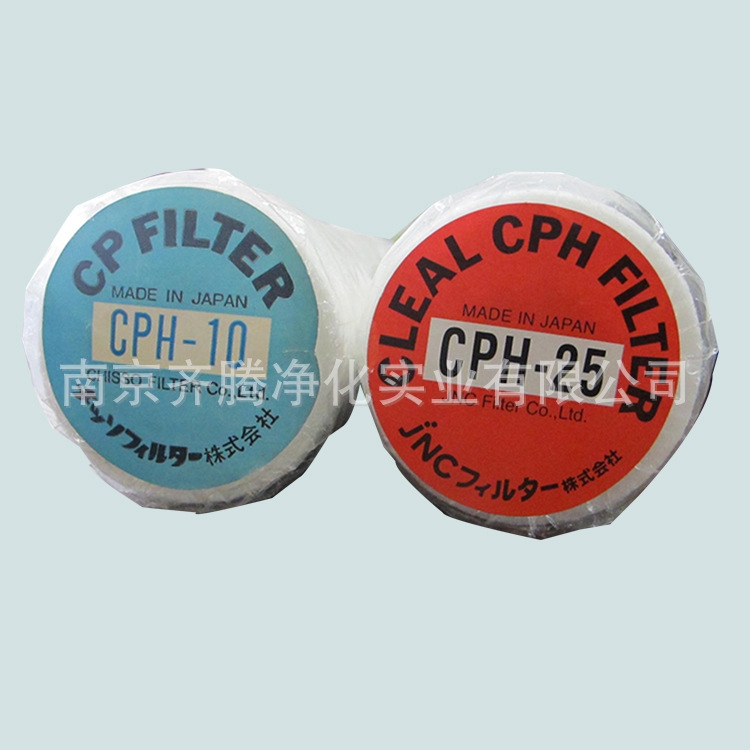 CP FILTER
MADE IN JAPAN
CPH-10
CHISSO FILTER Co., Ltd.
チッソフィルター株式会社
CLEAL CPH FILTER
MADE IN JAPAN
CPH-25
JNC Filter Co.,Ltd.
JNCフィルター株式会社
南京齐腾净化实业有限公司